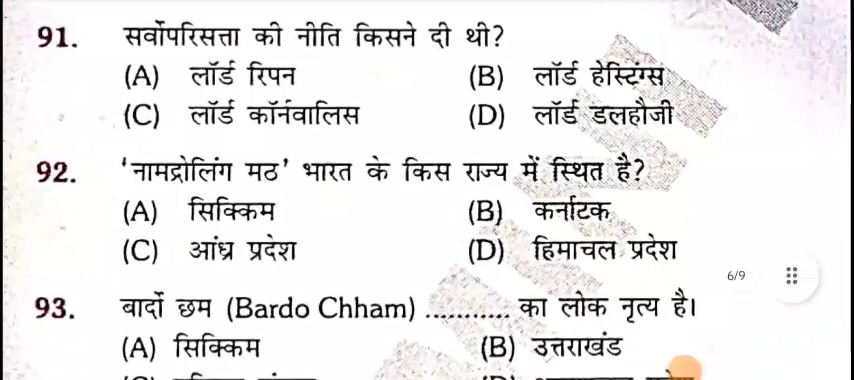 91. सर्वोपरिसत्ता की नीति किसने दी थी?
(A) लॉर्ड रिपन (B) लॉर्ड हेस्टिंग्स
(C) लॉर्ड कॉर्नवालिस (D) लॉर्ड डलहौजी
92. 'नामद्रोलिंग मठ' भारत के किस राज्य में स्थित है?
(A) सिक्किम (B) कर्नाटक
(C) आंध्र प्रदेश (D) हिमाचल प्रदेश
6/9
93. बार्दो छम (Bardo Chham) ............ का लोक नृत्य है।
(A) सिक्किम (B) उत्तराखंड